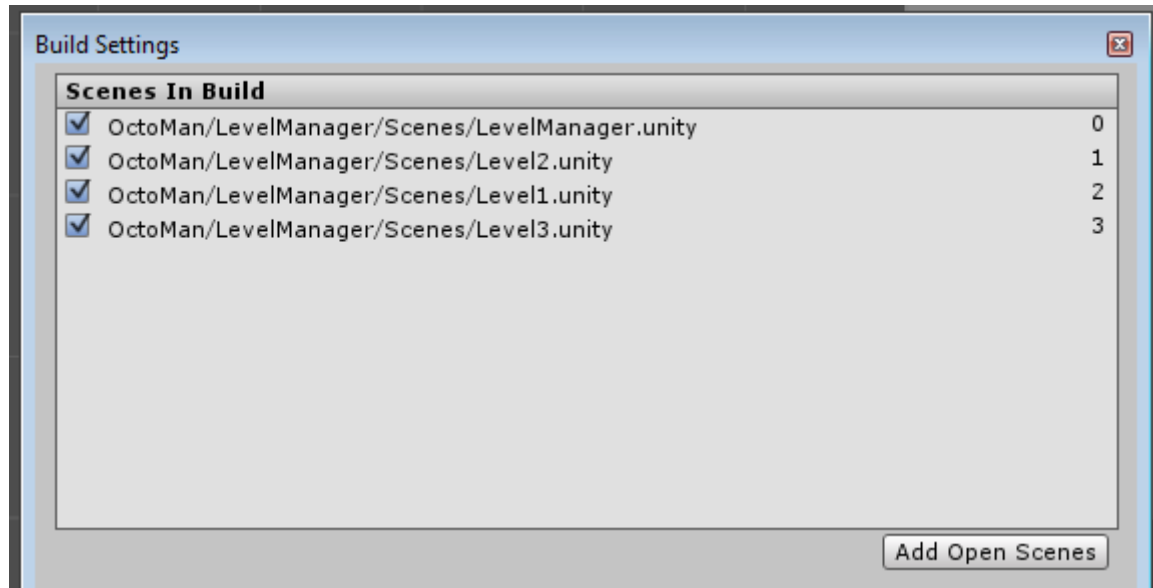 Build Settings
Scenes In Build
OctoMan/LevelManager/Scenes/LevelManager.unity 0
OctoMan/LevelManager/Scenes/Level2.unity 1
OctoMan/LevelManager/Scenes/Level1.unity 2
OctoMan/LevelManager/Scenes/Level3.unity 3
Add Open Scenes